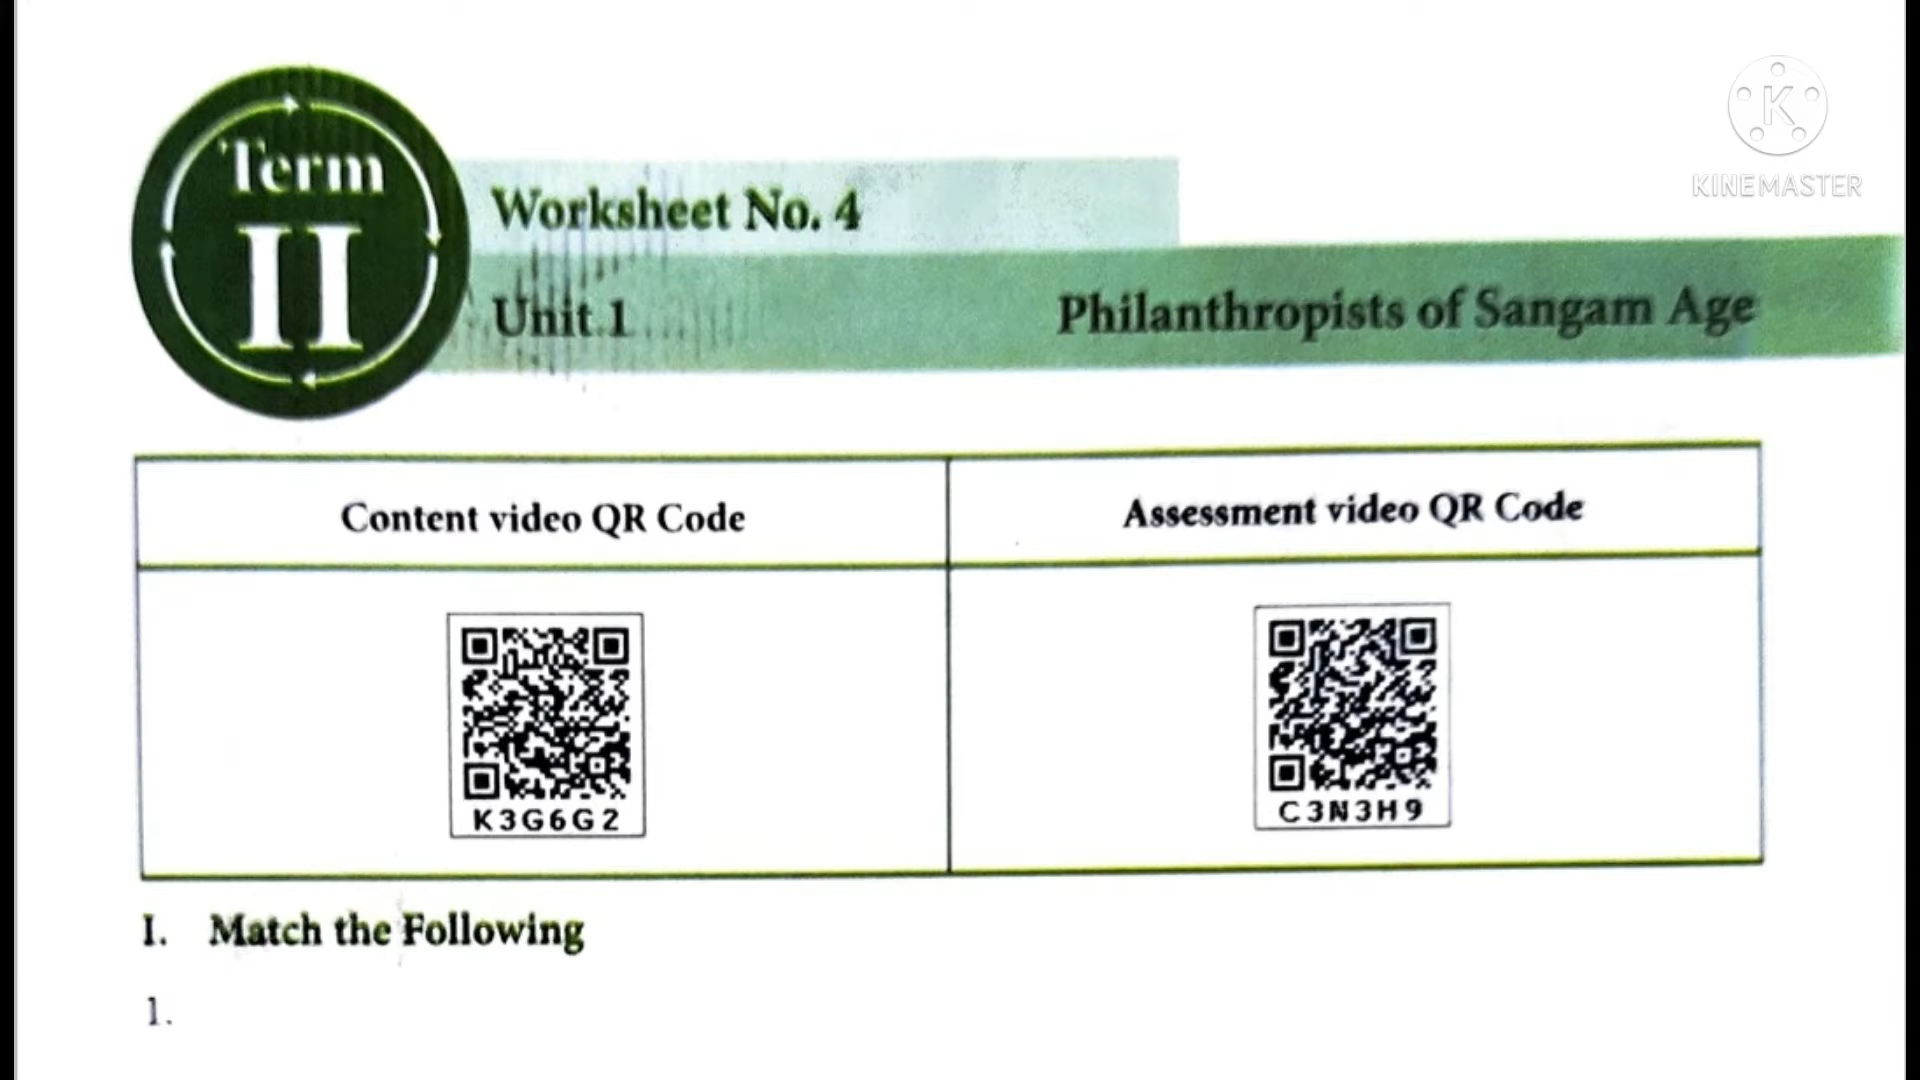 Term
II
Worksheet No. 4
Unit 1
Philanthropists of Sangam Age
K
KINEMASTER
Content video QR Code
Assessment video QR Code
K3G6G2
C3N3H9
I. Match the Following
1.